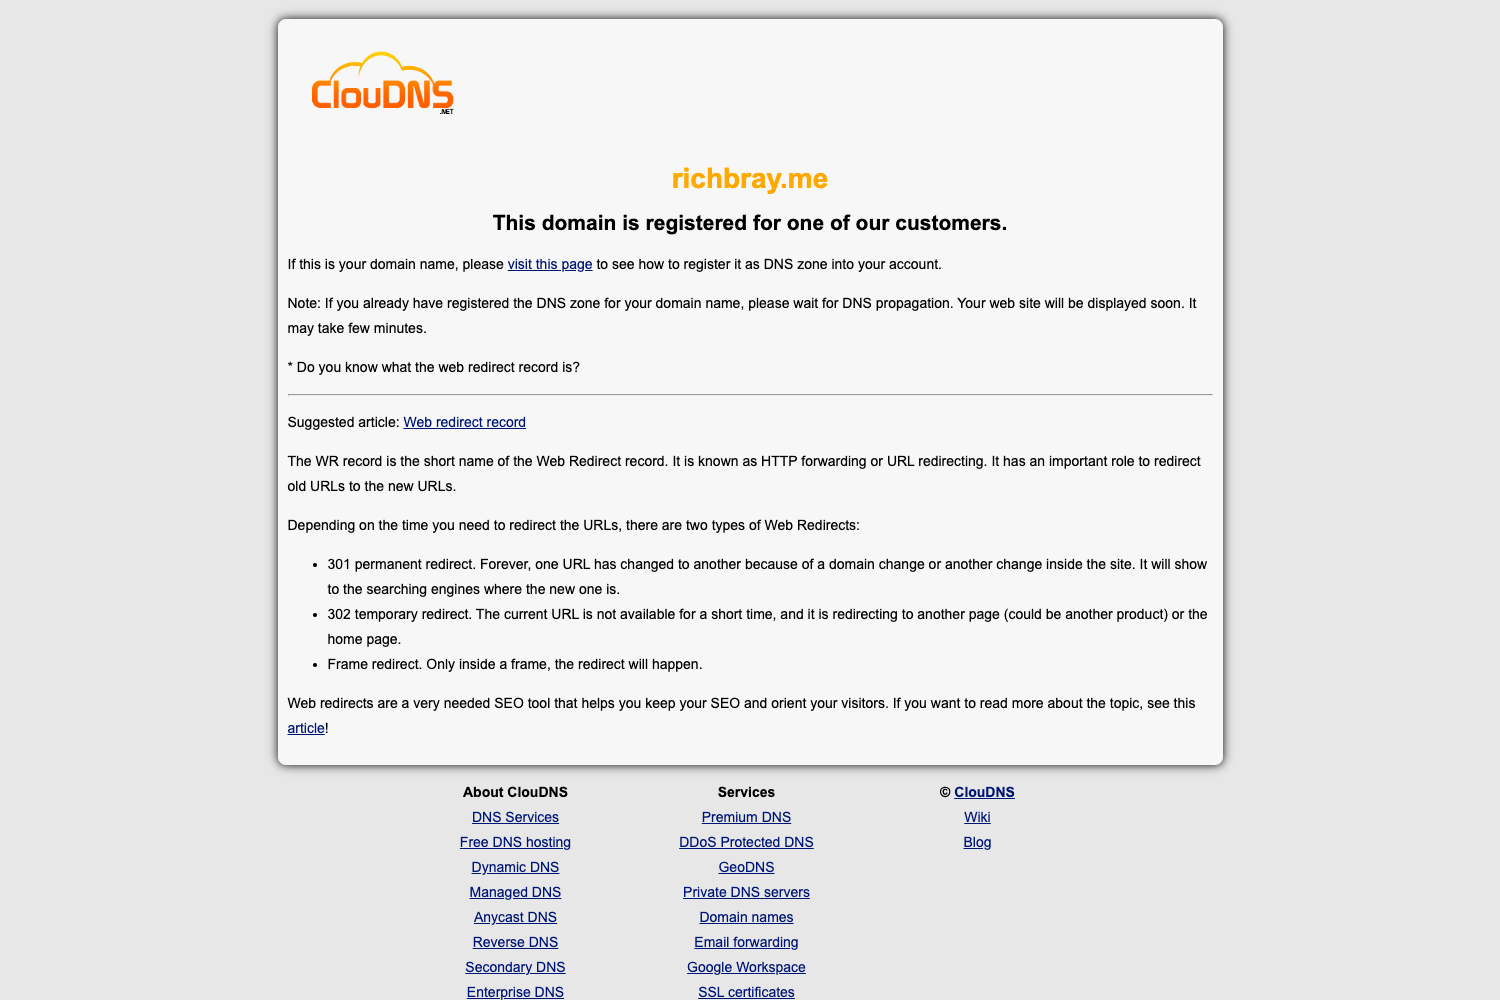 ClouDNS
.NET
richbray.me
This domain is registered for one of our customers.
If this is your domain name, please visit this page to see how to register it as DNS zone into your account.
Note: If you already have registered the DNS zone for your domain name, please wait for DNS propagation. Your web site will be displayed soon. It
may take few minutes.
* Do you know what the web redirect record is?
Suggested article: Web redirect record
The WR record is the short name of the Web Redirect record. It is known as HTTP forwarding or URL redirecting. It has an important role to redirect
old URLs to the new URLs.
Depending on the time you need to redirect the URLs, there are two types of Web Redirects:
• 301 permanent redirect. Forever, one URL has changed to another because of a domain change or another change inside the site. It will show
to the searching engines where the new one is.
• 302 temporary redirect. The current URL is not available for a short time, and it is redirecting to another page (could be another product) or the
home page.
• Frame redirect. Only inside a frame, the redirect will happen.
Web redirects are a very needed SEO tool that helps you keep your SEO and orient your visitors. If you want to read more about the topic, see this
article!
About ClouDNS
DNS Services
Free DNS hosting
Dynamic DNS
Managed DNS
Anycast DNS
Reverse DNS
Secondary DNS
Enterprise DNS
Services
Premium DNS
DDoS Protected DNS
GeoDNS
Private DNS servers
Domain names
Email forwarding
Google Workspace
SSL certificates
© ClouDNS
Wiki
Blog